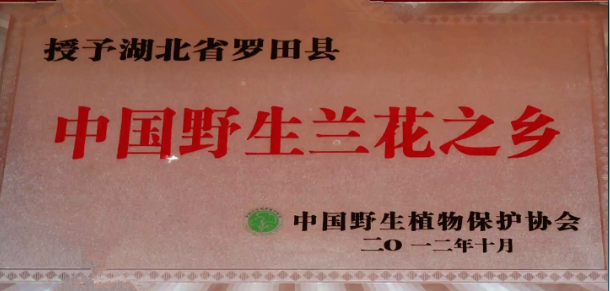 授予湖北省罗田县
中国野生兰花之乡
中国野生植物保护协会
二〇一二年十月